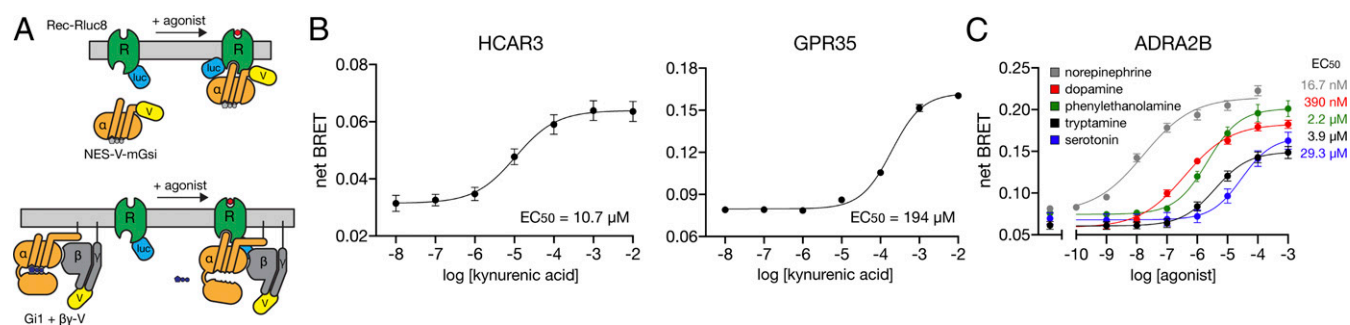 A
Rec-Rluc8
+ agonist
R
R
luc
luc
V
α
V
α
NES-V-mGsi
+ agonist
R
R
luc
α
β
γ
α
β
γ
V
V
Gi1 + βγ-V
B
HCAR3
net BRET
0.08
0.06
0.04
0.02
EC50 = 10.7 µM
-8 -7 -6 -5 -4 -3 -2
log [kynurenic acid]
GPR35
net BRET
0.18
0.15
0.12
0.09
0.06
EC50 = 194 µM
-8 -7 -6 -5 -4 -3 -2
log [kynurenic acid]
C
ADRA2B
net BRET
0.25
0.20
0.15
0.10
0.05
norepinephrine
dopamine
phenylethanolamine
tryptamine
serotonin
EC50
16.7 nM
390 nM
2.2 µM
3.9 µM
29.3 µM
-10 -9 -8 -7 -6 -5 -4 -3
log [agonist]